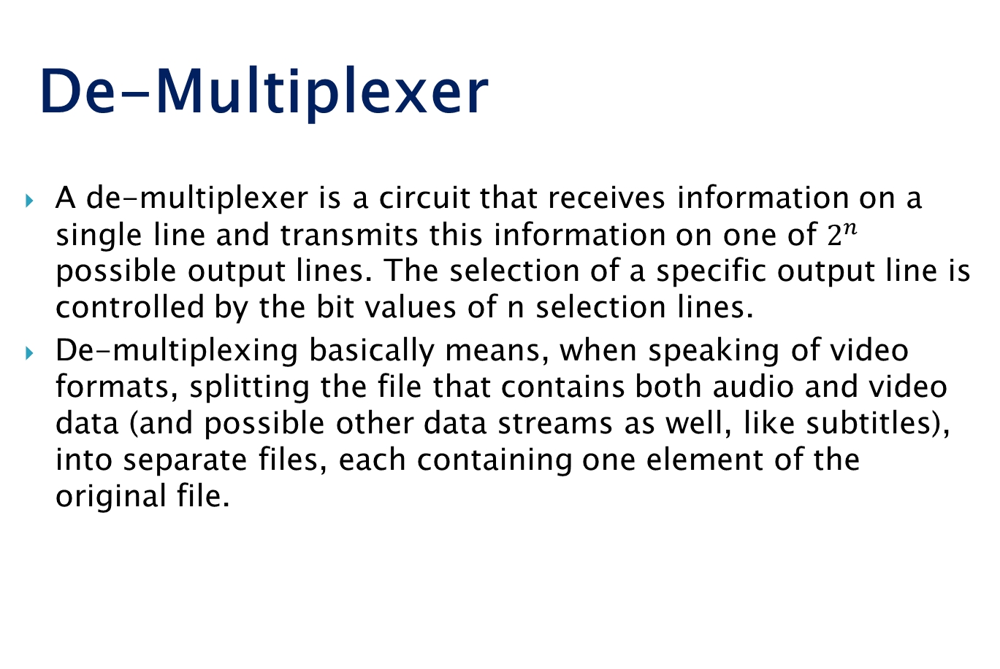 De-Multiplexer
A de-multiplexer is a circuit that receives information on a
single line and transmits this information on one of 2ⁿ
possible output lines. The selection of a specific output line is
controlled by the bit values of n selection lines.
De-multiplexing basically means, when speaking of video
formats, splitting the file that contains both audio and video
data (and possible other data streams as well, like subtitles),
into separate files, each containing one element of the
original file.